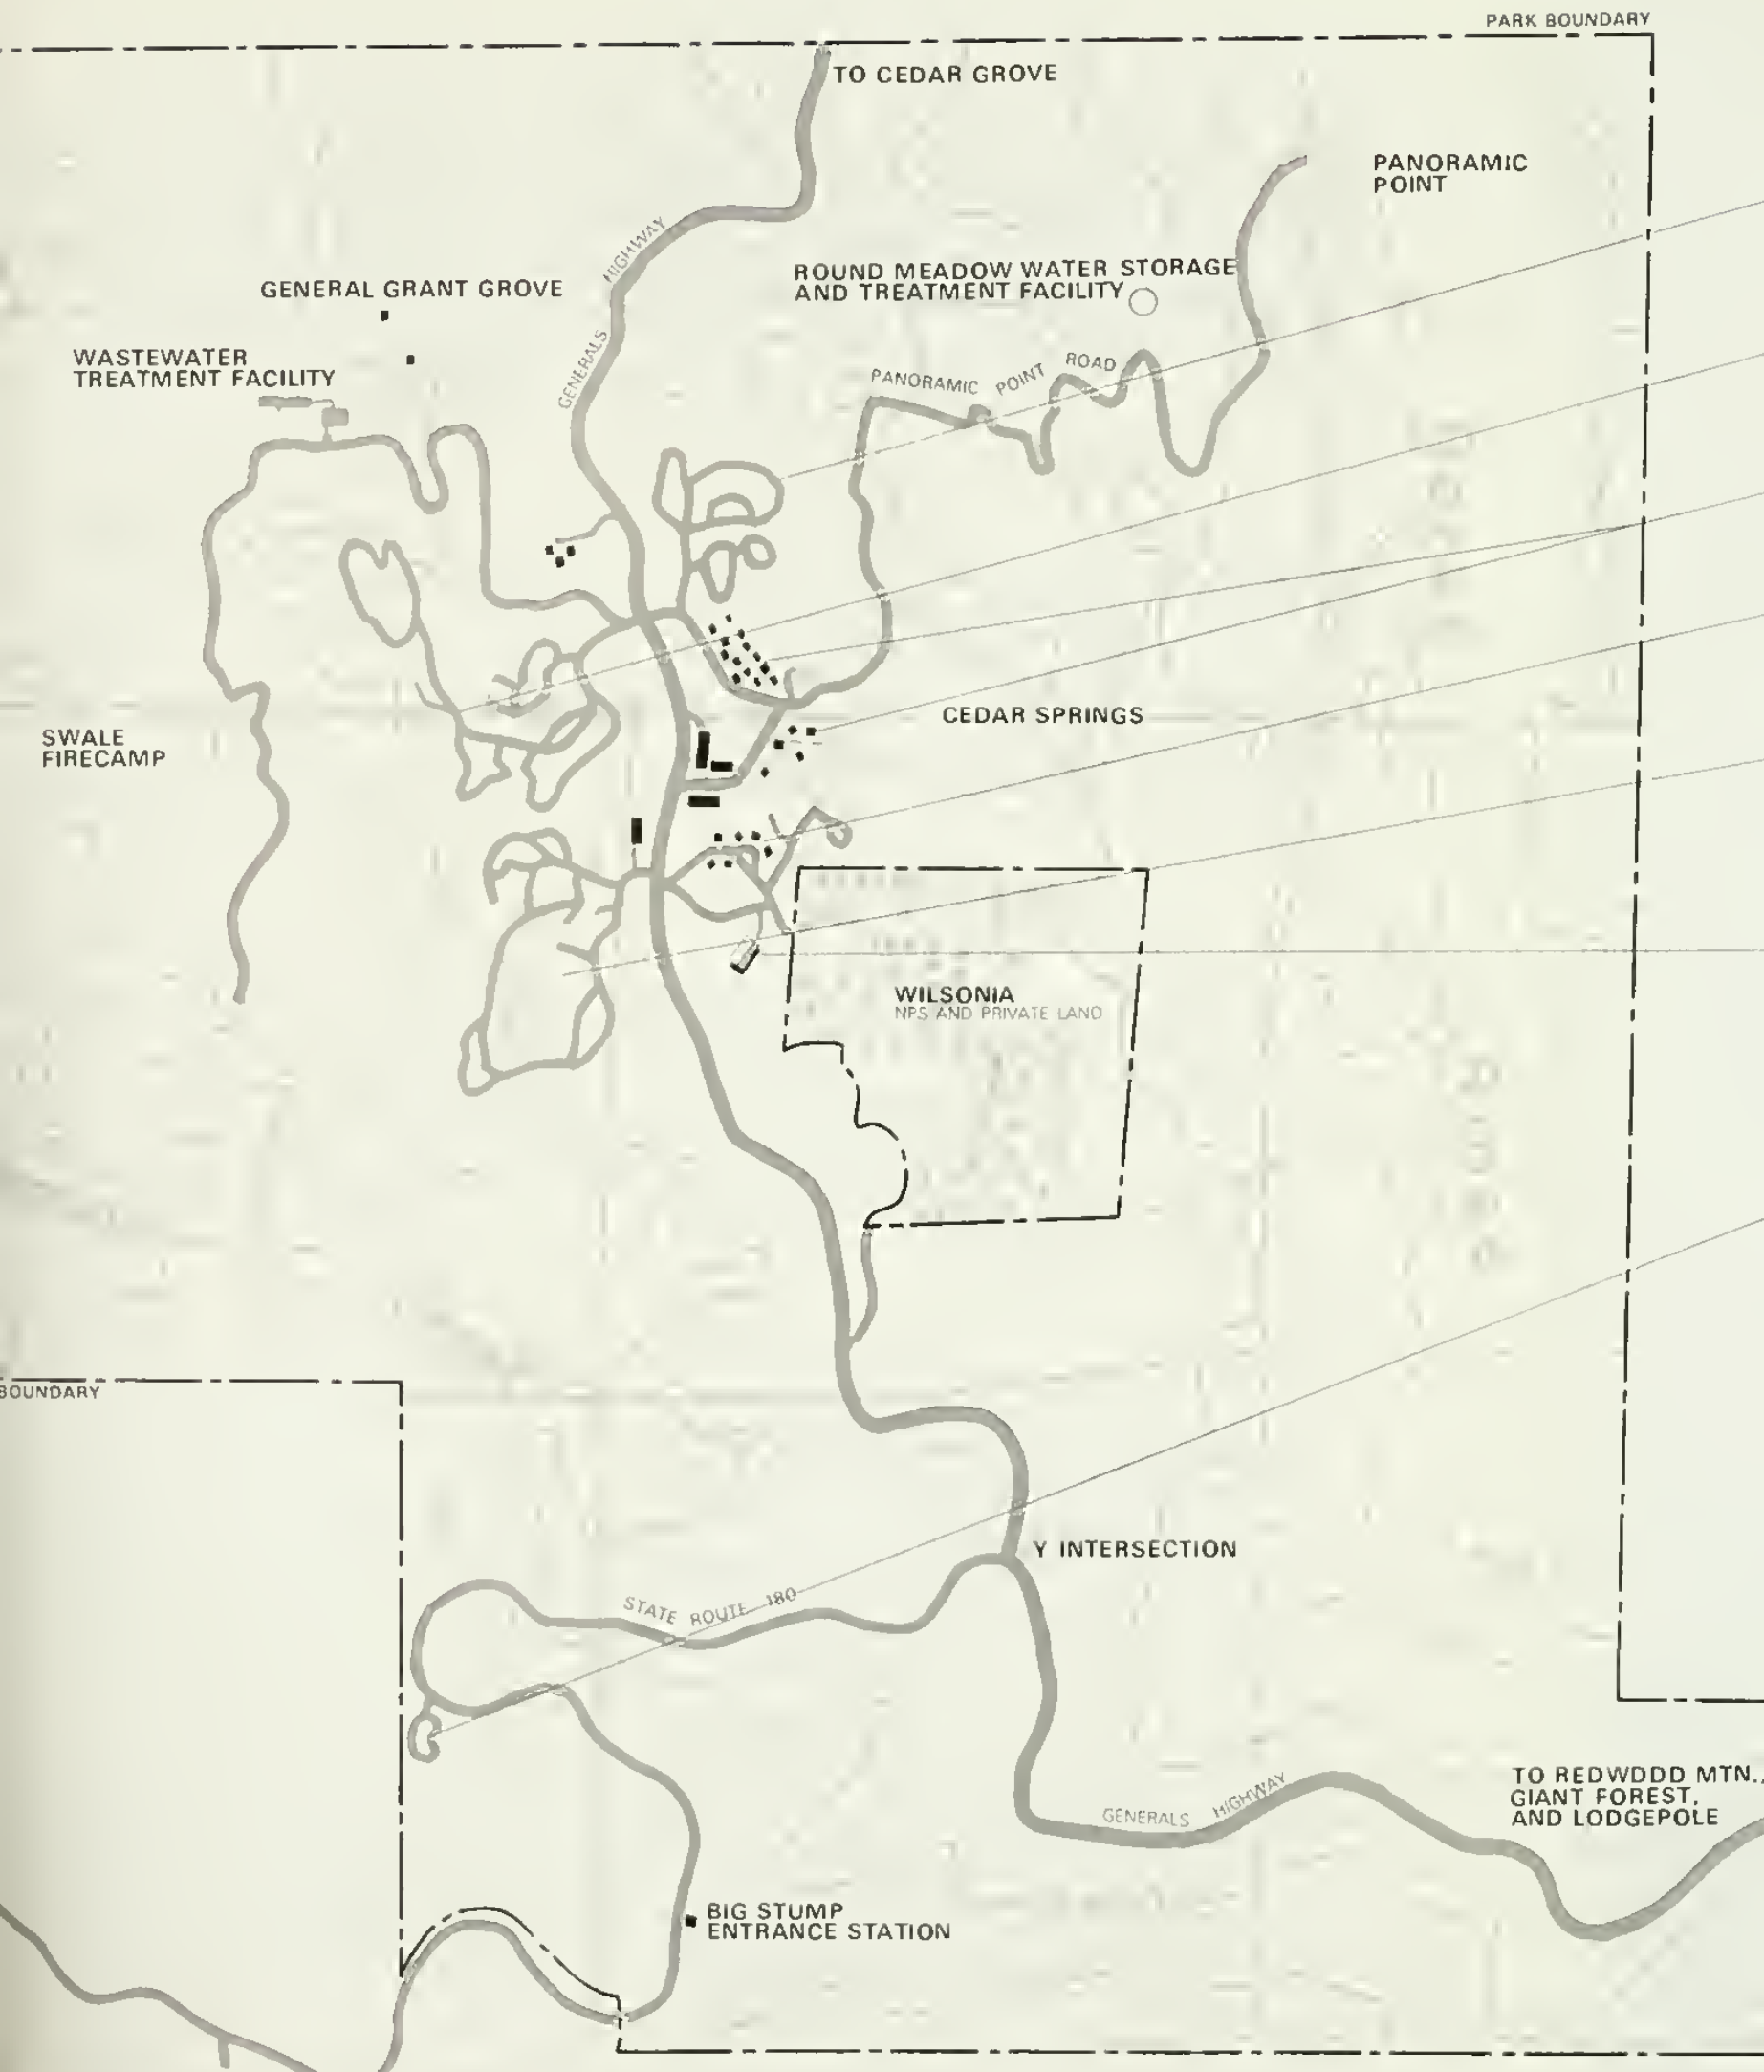 PARK BOUNDARY
TO CEDAR GROVE
PANORAMIC
POINT
GENERALS HIGHWAY
ROUND MEADOW WATER STORAGE
AND TREATMENT FACILITY
GENERAL GRANT GROVE
WASTEWATER
TREATMENT FACILITY
PANORAMIC POINT ROAD
CEDAR SPRINGS
SWALE
FIRECAMP
WILSONIA
NPS AND PRIVATE LAND
BOUNDARY
Y INTERSECTION
STATE ROUTE 180
TO REDWDDD MTN.,
GIANT FOREST,
AND LODGEPOLE
GENERALS HIGHWAY
BIG STUMP
ENTRANCE STATION